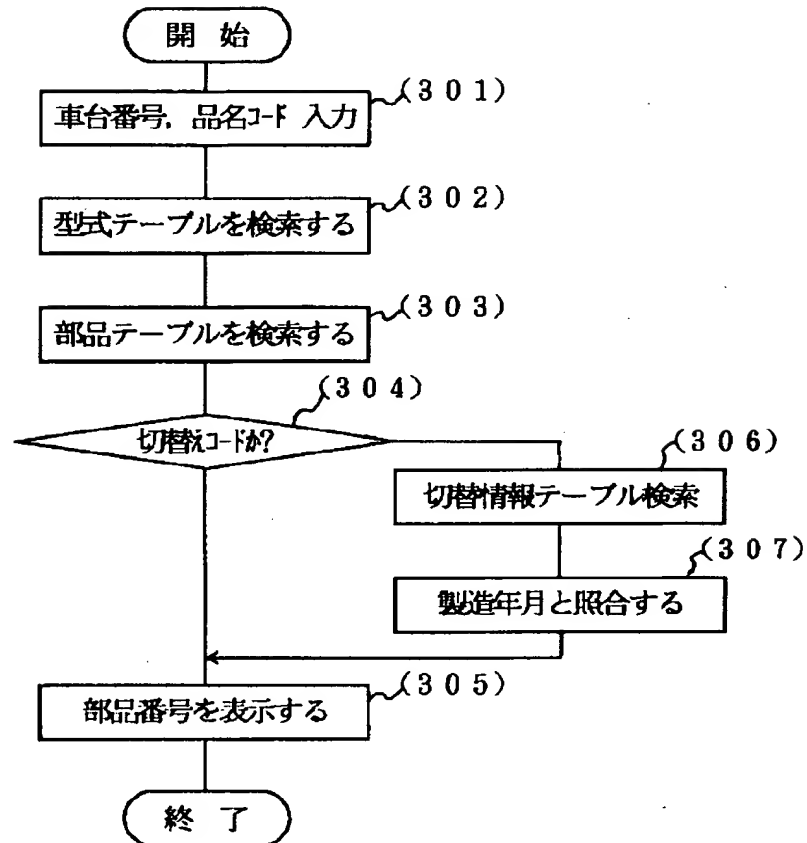 開 始
(301)
車台番号, 品名コード 入力
(302)
型式テーブルを検索する
(303)
部品テーブルを検索する
(304)
切替えコードか?
(306)
切替情報テーブル検索
(307)
製造年月と照合する
(305)
部品番号を表示する
終 了